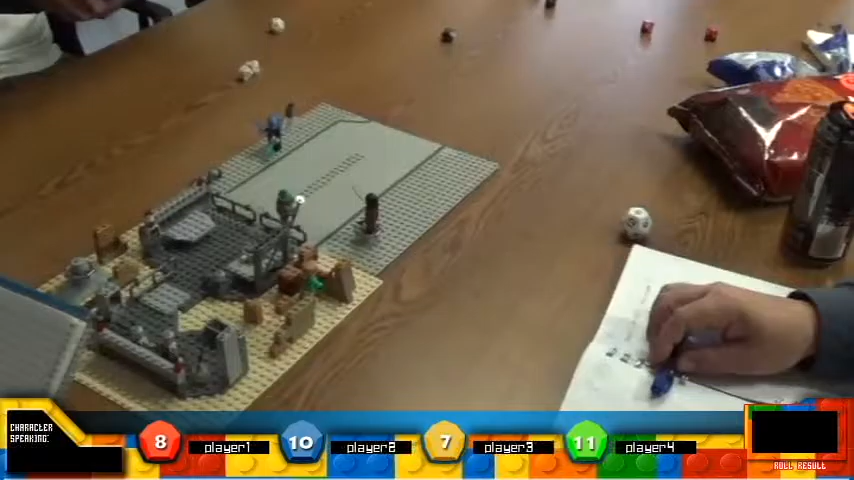 CHARACTER
SPEAKING:
8 player1 10 player2 7 player3 11 player4
ROLL RESULT